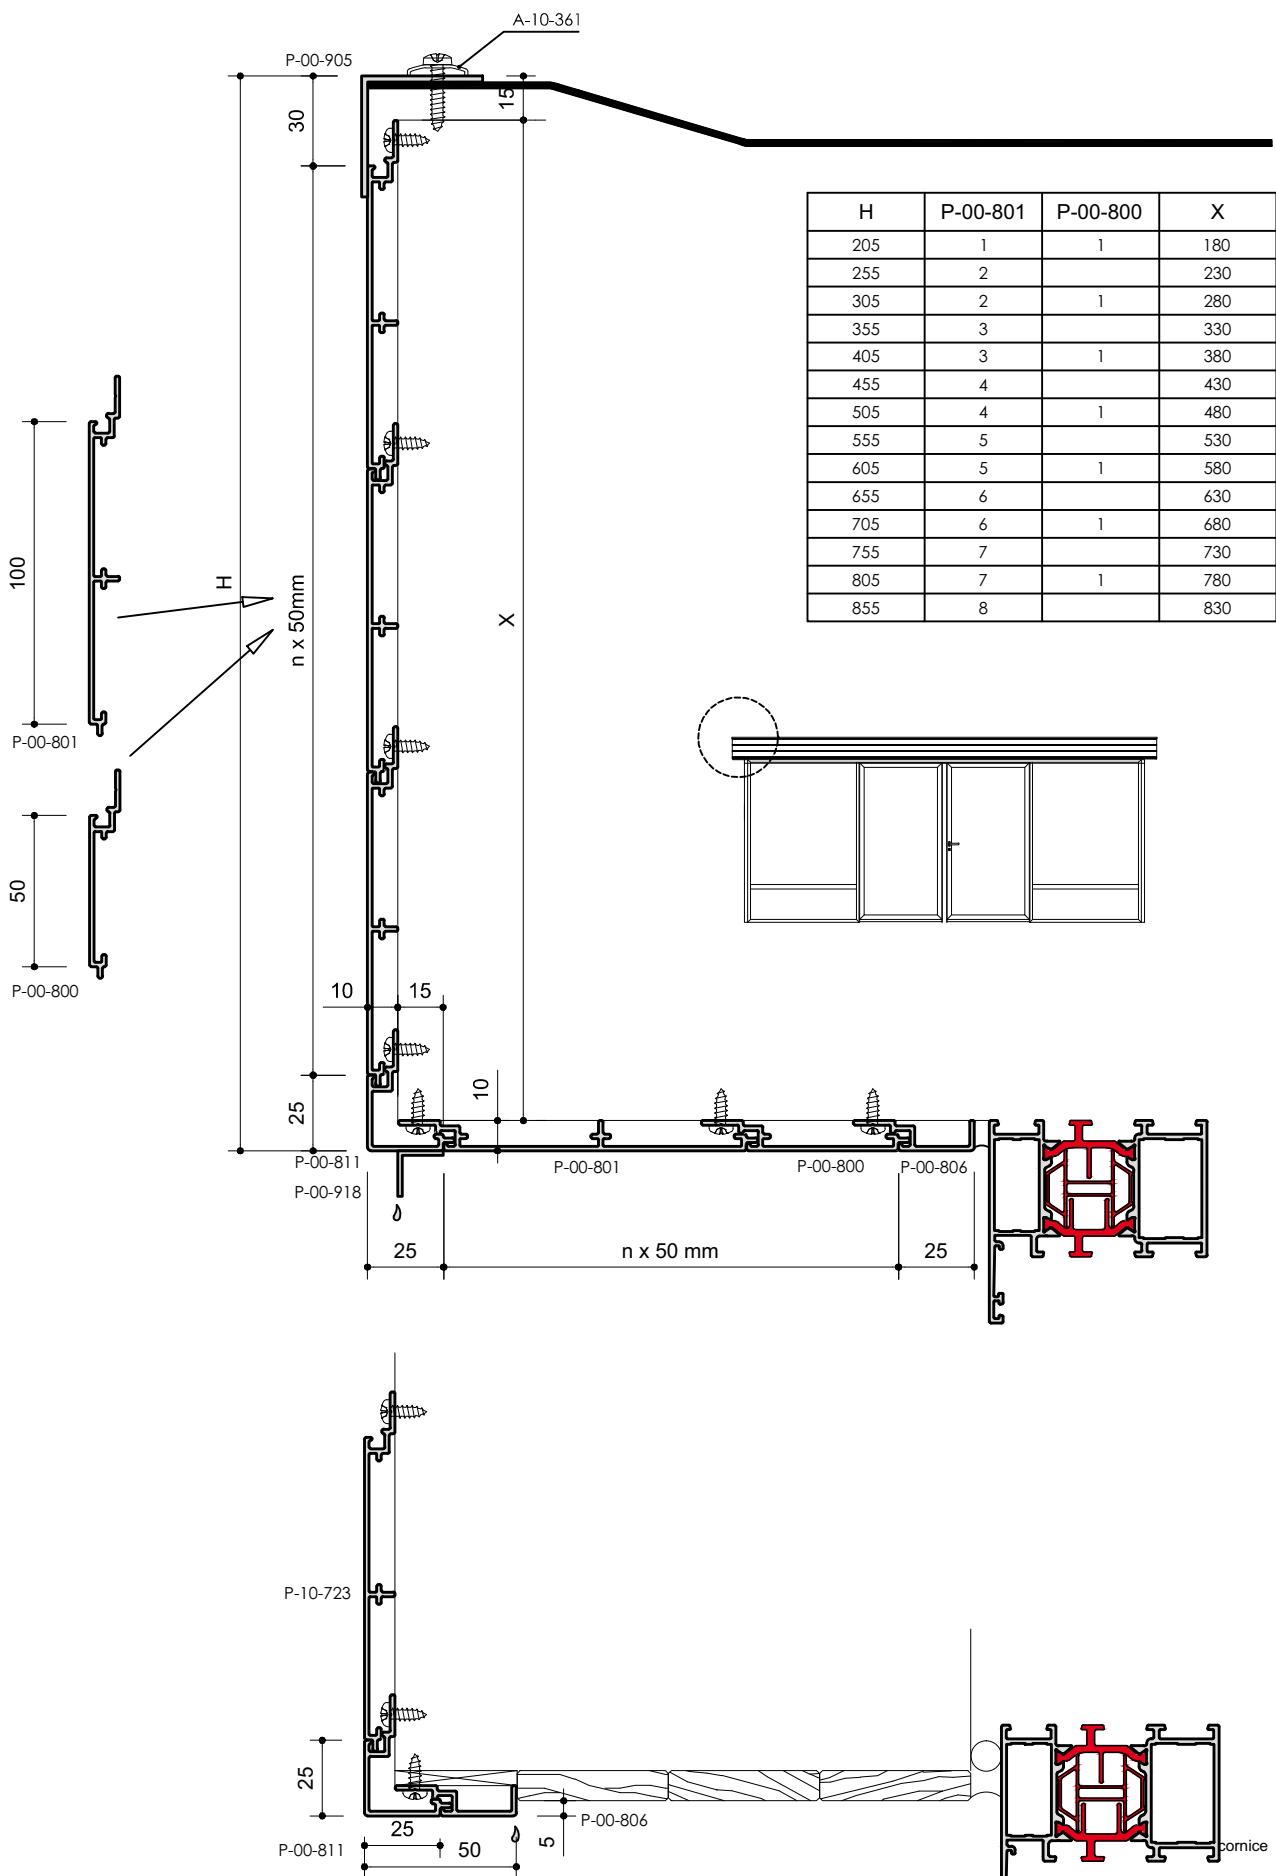 A-10-361
P-00-905
15
30
H P-00-801 P-00-800 X
205 1 1 180
255 2 230
305 2 1 280
355 3 330
405 3 1 380
455 4 430
505 4 1 480
555 5 530
605 5 1 580
655 6 630
705 6 1 680
755 7 730
805 7 1 780
855 8 830
100
H
n x 50mm
X
P-00-801
50
P-00-800
10 15
10
25
P-00-811 P-00-801 P-00-800 P-00-806
P-00-918
25 n x 50 mm 25
P-10-723
25
25 P-00-806
P-00-811 50 5
cornice